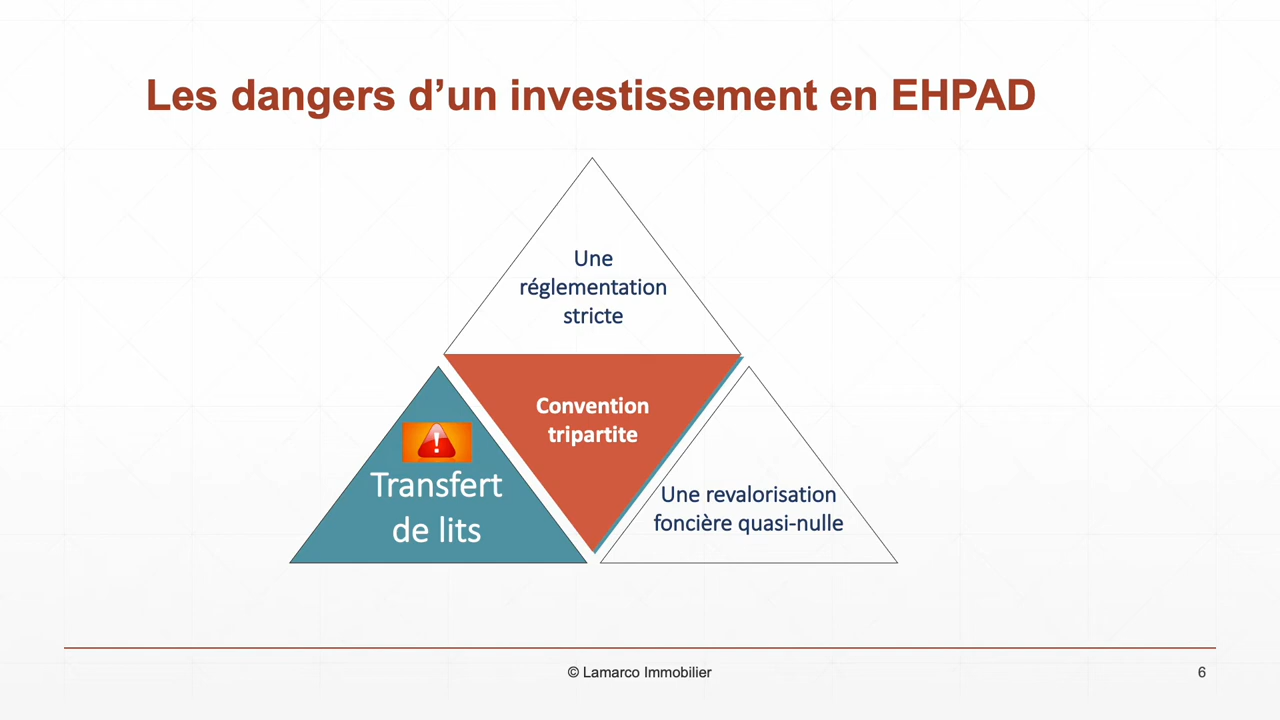 Les dangers d’un investissement en EHPAD
Une
réglementation
stricte
Convention
tripartite
!
Transfert
de lits
Une revalorisation
foncière quasi-nulle
© Lamarco Immobilier
6